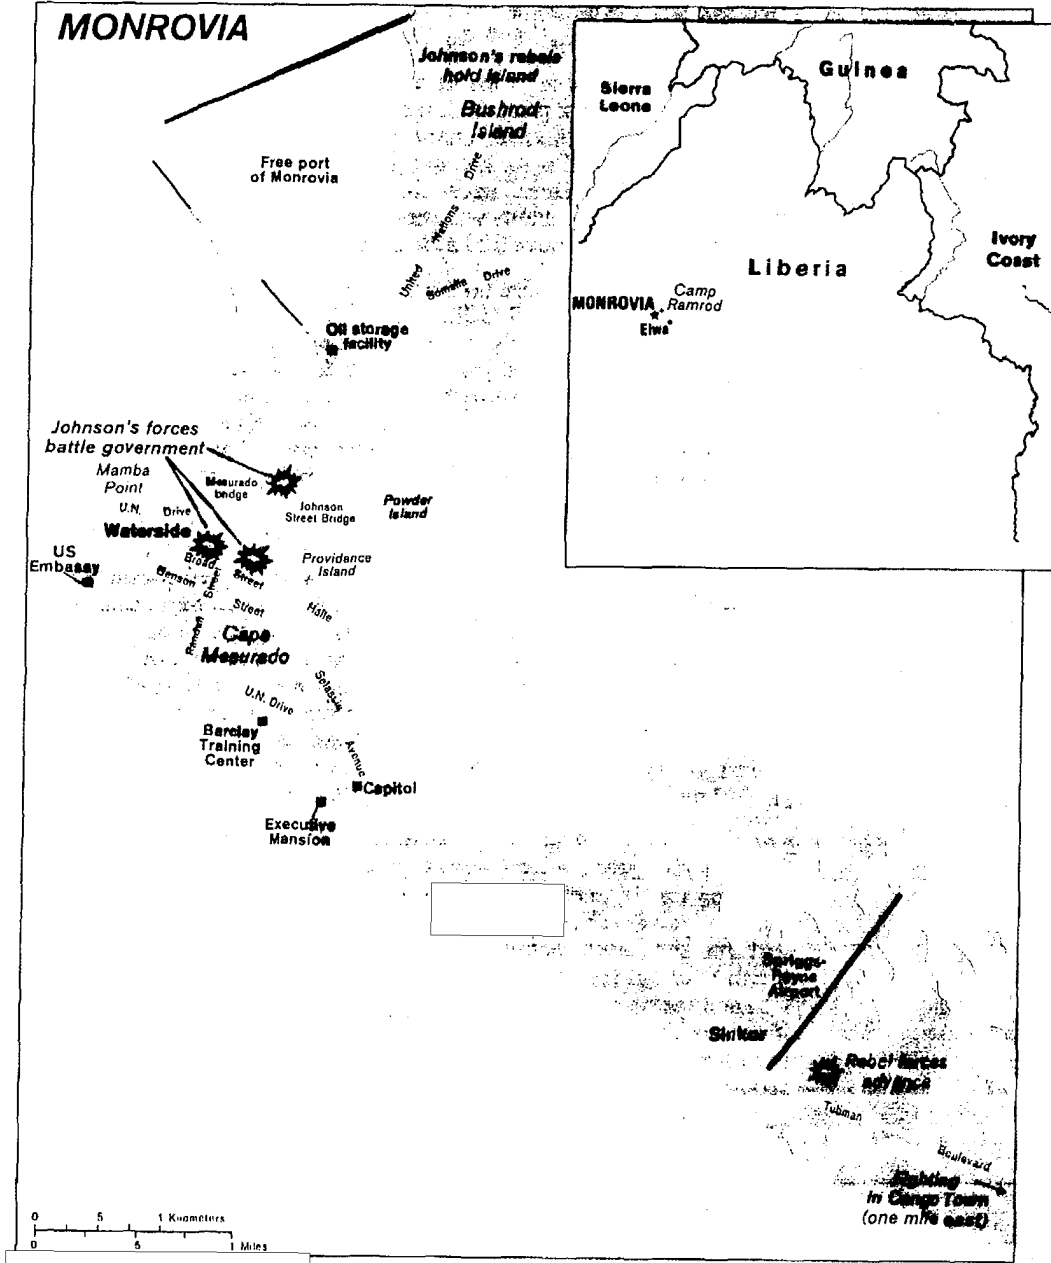 MONROVIA
Johnson's rebels
hold island
Bushrod
Island
Free port
of Monrovia
United Nations Drive
Somalia Drive
Oil storage
facility
Johnson's forces
battle government
Mamba
Point
Mesurado
bridge
Johnson
Street Bridge
Powder
Island
U.N. Drive
Waterside
US
Embassy
Providence
Island
Broad Street
Benson Street
Randall Street
Cape
Mesurado
Haile Selassie Avenue
U.N. Drive
Barclay
Training
Center
Capitol
Executive
Mansion
Spriggs-
Payne
Airport
Sinkor
Rebel forces
advance
Tubman Boulevard
Fighting
in Congo Town
(one mile east)
0 5 1 Kilometers
0 5 1 Miles
Guinea
Sierra
Leone
Ivory
Coast
Liberia
MONROVIA
Camp
Ramrod
Elwa